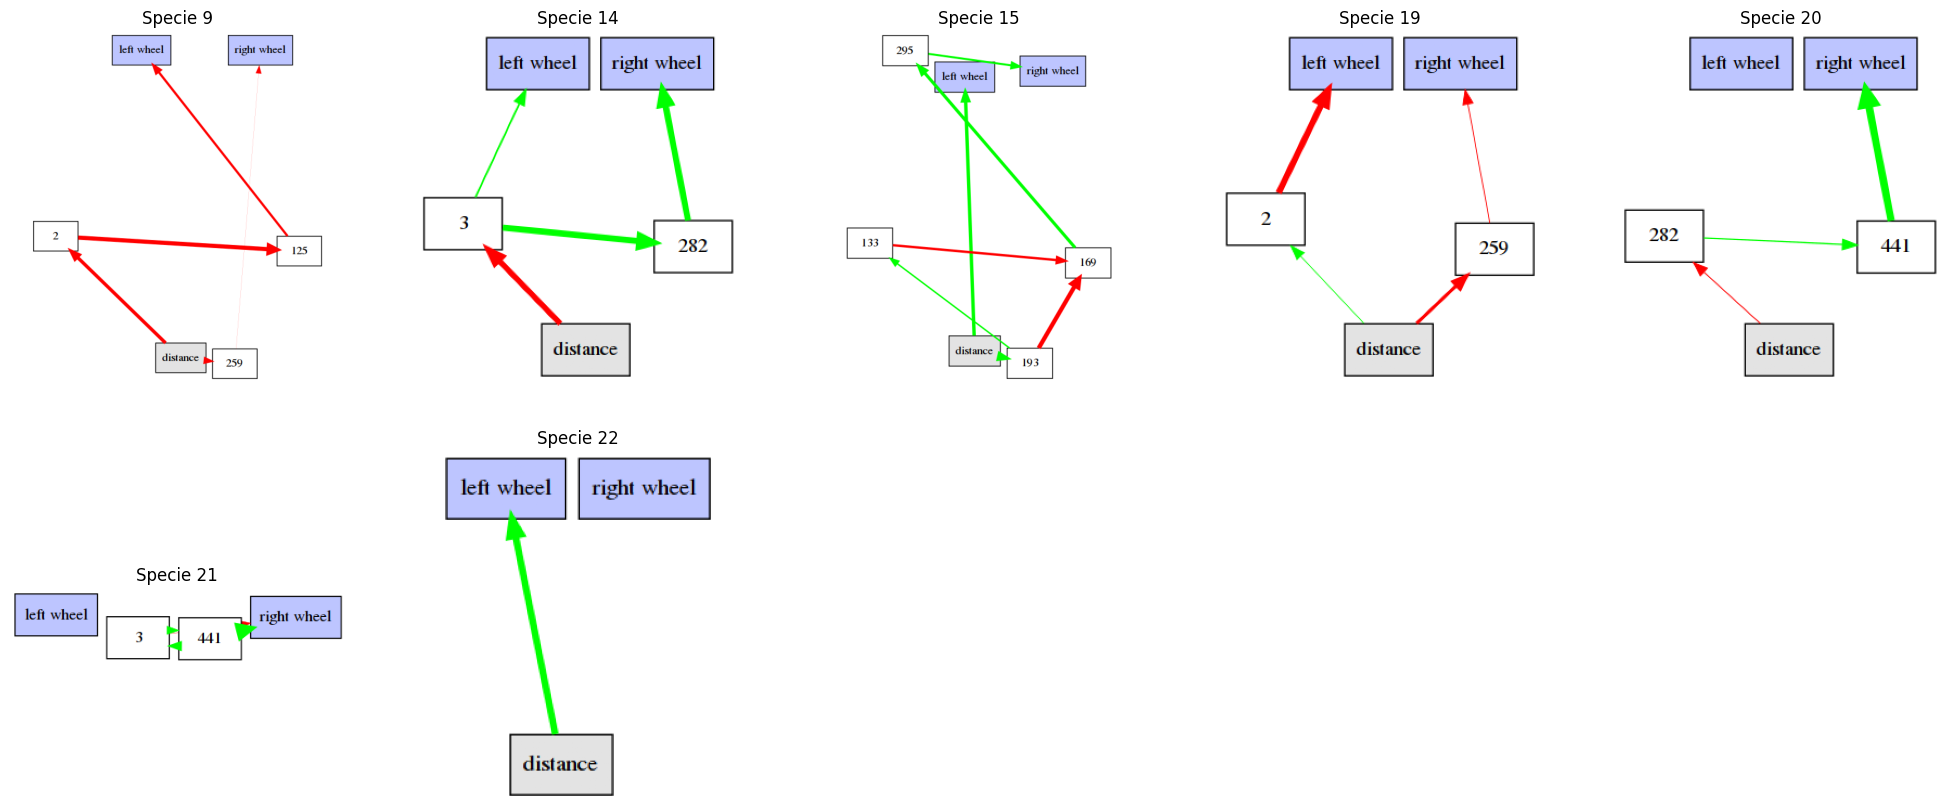 Specie 9
left wheel
right wheel
2
125
distance
259
Specie 14
left wheel
right wheel
3
282
distance
Specie 15
295
left wheel
right wheel
133
169
distance
193
Specie 19
left wheel
right wheel
2
259
distance
Specie 20
left wheel
right wheel
282
441
distance
Specie 21
left wheel
3
441
right wheel
Specie 22
left wheel
right wheel
distance